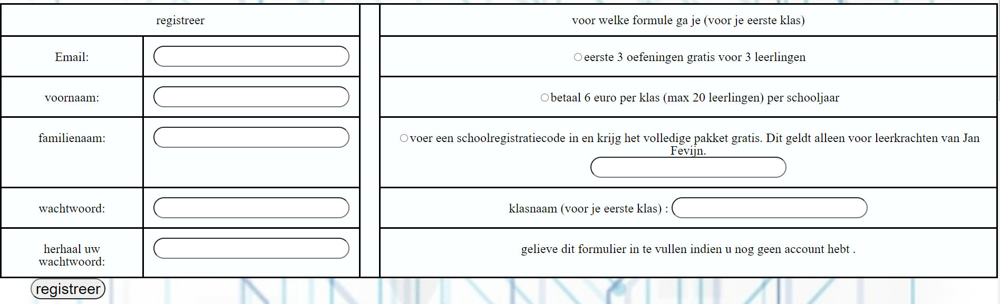 registreer
voor welke formule ga je (voor je eerste klas)
Email:
eerste 3 oefeningen gratis voor 3 leerlingen
voornaam:
betaal 6 euro per klas (max 20 leerlingen) per schooljaar
familienaam:
voer een schoolregistratiecode in en krijg het volledige pakket gratis. Dit geldt alleen voor leerkrachten van Jan
Fevijn.
wachtwoord:
klasnaam (voor je eerste klas) :
herhaal uw
wachtwoord:
gelieve dit formulier in te vullen indien u nog geen account hebt .
registreer